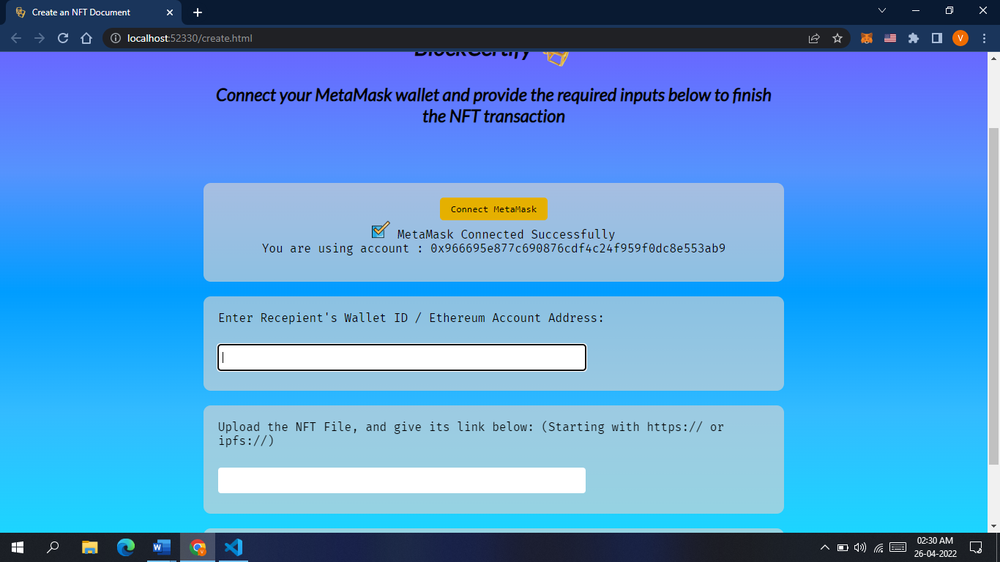 Create an NFT Document
localhost:52330/create.html
V
BlockCertify
Connect your MetaMask wallet and provide the required inputs below to finish
the NFT transaction
Connect MetaMask
MetaMask Connected Successfully
You are using account : 0x966695e877c690876cdf4c24f959f0dc8e553ab9
Enter Recepient's Wallet ID / Ethereum Account Address:
Upload the NFT File, and give its link below: (Starting with https:// or
ipfs://)
02:30 AM
26-04-2022